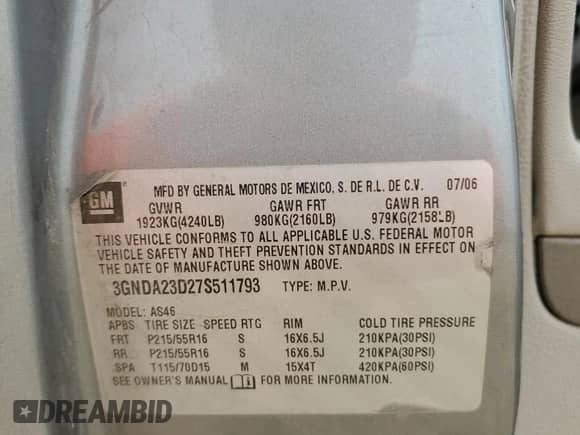 GM
MFD BY GENERAL MOTORS DE MEXICO, S. DE R.L. DE C.V. 07/06
GVWR GAWR FRT GAWR RR
1923KG(4240LB) 980KG(2160LB) 979KG(2158LB)
THIS VEHICLE CONFORMS TO ALL APPLICABLE U.S. FEDERAL MOTOR
VEHICLE SAFETY AND THEFT PREVENTION STANDARDS IN EFFECT ON
THE DATE OF MANUFACTURE SHOWN ABOVE.
3GNDA23D27S511793 TYPE: M.P.V.
MODEL: AS46
APBS TIRE SIZE SPEED RTG RIM COLD TIRE PRESSURE
FRT P215/55R16 S 16X6.5J 210KPA(30PSI)
RR P215/55R16 S 16X6.5J 210KPA(30PSI)
SPA T115/70D15 M 15X4T 420KPA(60PSI)
SEE OWNER'S MANUAL FOR MORE INFORMATION.
DREAMBID